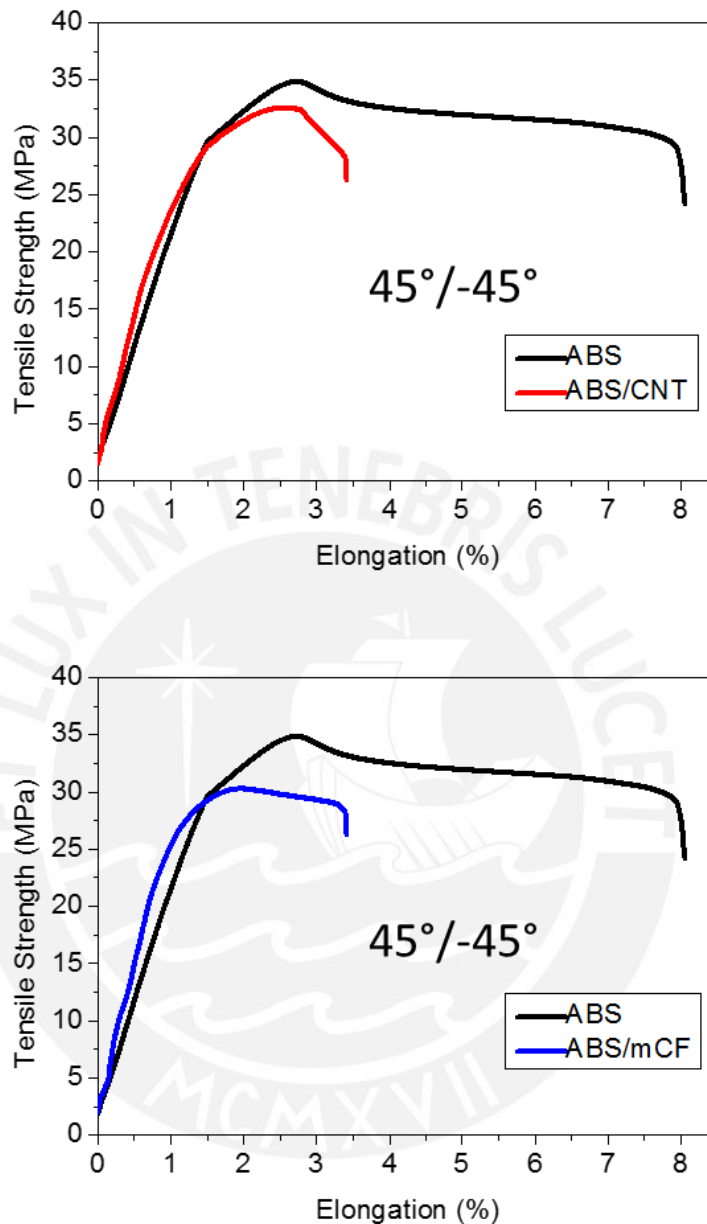 40
35
30
25
20
15
10
5
0
Tensile Strength (MPa)
45°/-45°
ABS
ABS/CNT
0 1 2 3 4 5 6 7 8
Elongation (%)
ET LUX IN TENEBRIS LUCET
MCMXVII
40
35
30
25
20
15
10
5
0
Tensile Strength (MPa)
45°/-45°
ABS
ABS/mCF
0 1 2 3 4 5 6 7 8
Elongation (%)